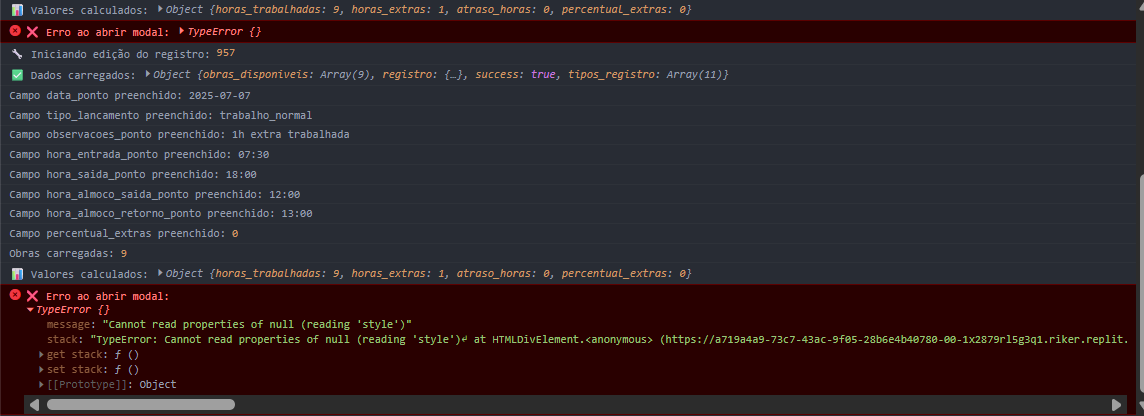 📊 Valores calculados: ▶Object {horas_trabalhadas: 9, horas_extras: 1, atraso_horas: 0, percentual_extras: 0}
❌ Erro ao abrir modal: ▶TypeError {}
🔧 Iniciando edição do registro: 957
✅ Dados carregados: ▶Object {obras_disponiveis: Array(9), registro: {…}, success: true, tipos_registro: Array(11)}
Campo data_ponto preenchido: 2025-07-07
Campo tipo_lancamento preenchido: trabalho_normal
Campo observacoes_ponto preenchido: 1h extra trabalhada
Campo hora_entrada_ponto preenchido: 07:30
Campo hora_saida_ponto preenchido: 18:00
Campo hora_almoco_saida_ponto preenchido: 12:00
Campo hora_almoco_retorno_ponto preenchido: 13:00
Campo percentual_extras preenchido: 0
Obras carregadas: 9
📊 Valores calculados: ▶Object {horas_trabalhadas: 9, horas_extras: 1, atraso_horas: 0, percentual_extras: 0}
❌ Erro ao abrir modal:
▼TypeError {}
message: "Cannot read properties of null (reading 'style')"
stack: "TypeError: Cannot read properties of null (reading 'style')↵ at HTMLDivElement.<anonymous> (https://a719a4a9-73c7-43ac-9f05-28b6e4b40780-00-1x2879rl5g3q1.riker.replit.
▶get stack: ƒ ()
▶set stack: ƒ ()
▶[[Prototype]]: Object